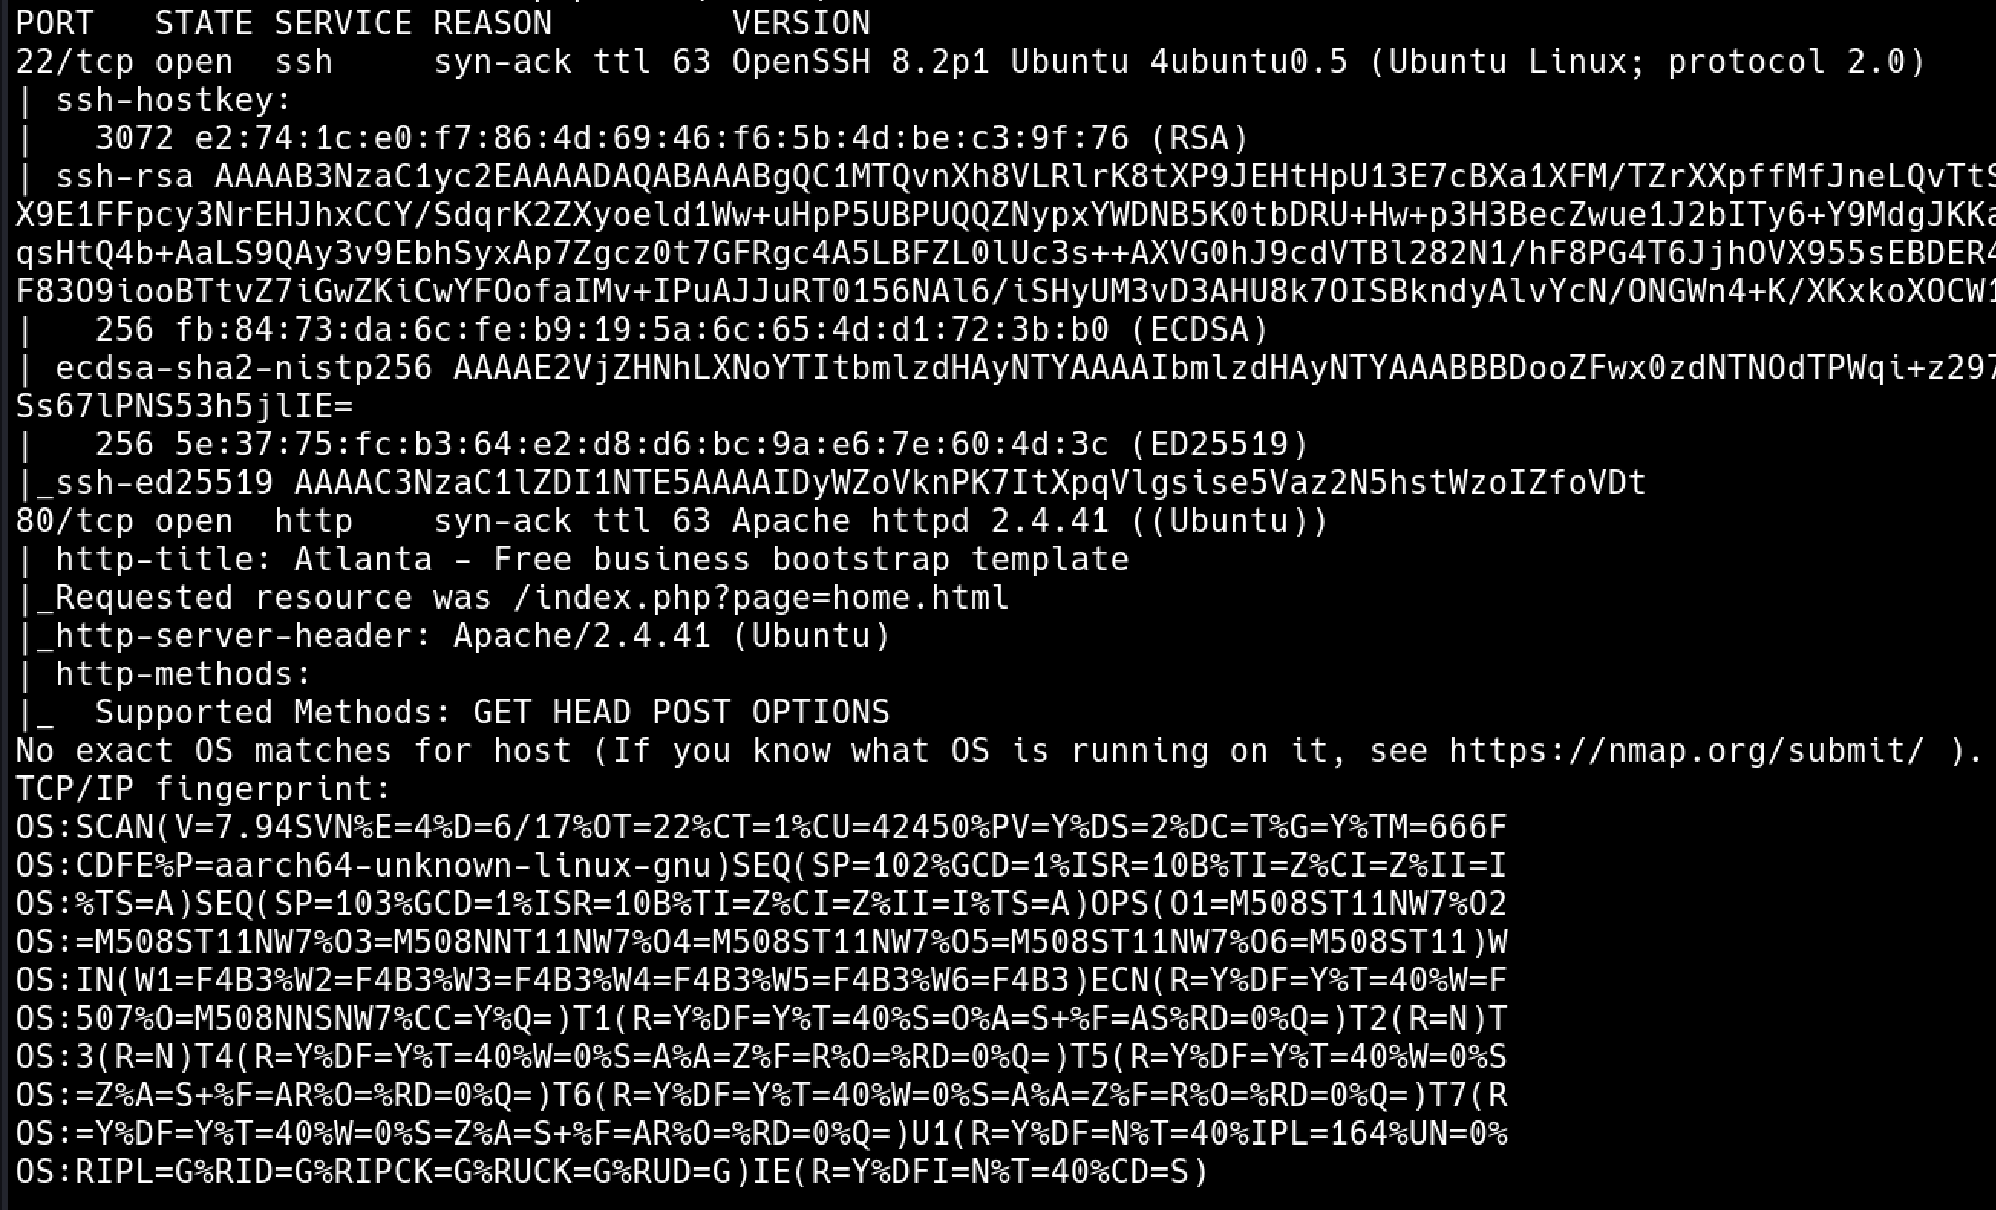 PORT   STATE SERVICE REASON         VERSION
22/tcp open  ssh     syn-ack ttl 63 OpenSSH 8.2p1 Ubuntu 4ubuntu0.5 (Ubuntu Linux; protocol 2.0)
| ssh-hostkey:
|   3072 e2:74:1c:e0:f7:86:4d:69:46:f6:5b:4d:be:c3:9f:76 (RSA)
| ssh-rsa AAAAB3NzaC1yc2EAAAADAQABAAABgQC1MTQvnXh8VLRlrK8tXP9JEHtHpU13E7cBXa1XFM/TZrXXpffMfJneLQvTtS
X9E1FFpcy3NrEHJhxCCY/SdqrK2ZXyoeld1Ww+uHpP5UBPUQQZNypxYWDNB5K0tbDRU+Hw+p3H3BecZwue1J2bITy6+Y9MdgJKKa
qsHtQ4b+AaLS9QAy3v9EbhSyxAp7Zgcz0t7GFRgc4A5LBFZL0lUc3s++AXVG0hJ9cdVTBl282N1/hF8PG4T6JjhOVX955sEBDER4
F83O9iooBTtvZ7iGwZKiCwYFOofaIMv+IPuAJJuRT0156NAl6/iSHyUM3vD3AHU8k7OISBkndyAlvYcN/ONGWn4+K/XKxkoXOCW1
|   256 fb:84:73:da:6c:fe:b9:19:5a:6c:65:4d:d1:72:3b:b0 (ECDSA)
| ecdsa-sha2-nistp256 AAAAE2VjZHNhLXNoYTItbmlzdHAyNTYAAAAIbmlzdHAyNTYAAABBBDooZFwx0zdNTNOdTPWqi+z297
Ss67lPNS53h5jlIE=
|   256 5e:37:75:fc:b3:64:e2:d8:d6:bc:9a:e6:7e:60:4d:3c (ED25519)
|_ssh-ed25519 AAAAC3NzaC1lZDI1NTE5AAAAIDyWZoVknPK7ItXpqVlgsise5Vaz2N5hstWzoIZfoVDt
80/tcp open  http    syn-ack ttl 63 Apache httpd 2.4.41 ((Ubuntu))
| http-title: Atlanta - Free business bootstrap template
|_Requested resource was /index.php?page=home.html
|_http-server-header: Apache/2.4.41 (Ubuntu)
| http-methods:
|_  Supported Methods: GET HEAD POST OPTIONS
No exact OS matches for host (If you know what OS is running on it, see https://nmap.org/submit/ ).
TCP/IP fingerprint:
OS:SCAN(V=7.94SVN%E=4%D=6/17%OT=22%CT=1%CU=42450%PV=Y%DS=2%DC=T%G=Y%TM=666F
OS:CDFE%P=aarch64-unknown-linux-gnu)SEQ(SP=102%GCD=1%ISR=10B%TI=Z%CI=Z%II=I
OS:%TS=A)SEQ(SP=103%GCD=1%ISR=10B%TI=Z%CI=Z%II=I%TS=A)OPS(O1=M508ST11NW7%O2
OS:=M508ST11NW7%O3=M508NNT11NW7%O4=M508ST11NW7%O5=M508ST11NW7%O6=M508ST11)W
OS:IN(W1=F4B3%W2=F4B3%W3=F4B3%W4=F4B3%W5=F4B3%W6=F4B3)ECN(R=Y%DF=Y%T=40%W=F
OS:507%O=M508NNSNW7%CC=Y%Q=)T1(R=Y%DF=Y%T=40%S=O%A=S+%F=AS%RD=0%Q=)T2(R=N)T
OS:3(R=N)T4(R=Y%DF=Y%T=40%W=0%S=A%A=Z%F=R%O=%RD=0%Q=)T5(R=Y%DF=Y%T=40%W=0%S
OS:=Z%A=S+%F=AR%O=%RD=0%Q=)T6(R=Y%DF=Y%T=40%W=0%S=A%A=Z%F=R%O=%RD=0%Q=)T7(R
OS:=Y%DF=Y%T=40%W=0%S=Z%A=S+%F=AR%O=%RD=0%Q=)U1(R=Y%DF=N%T=40%IPL=164%UN=0%
OS:RIPL=G%RID=G%RIPCK=G%RUCK=G%RUD=G)IE(R=Y%DFI=N%T=40%CD=S)